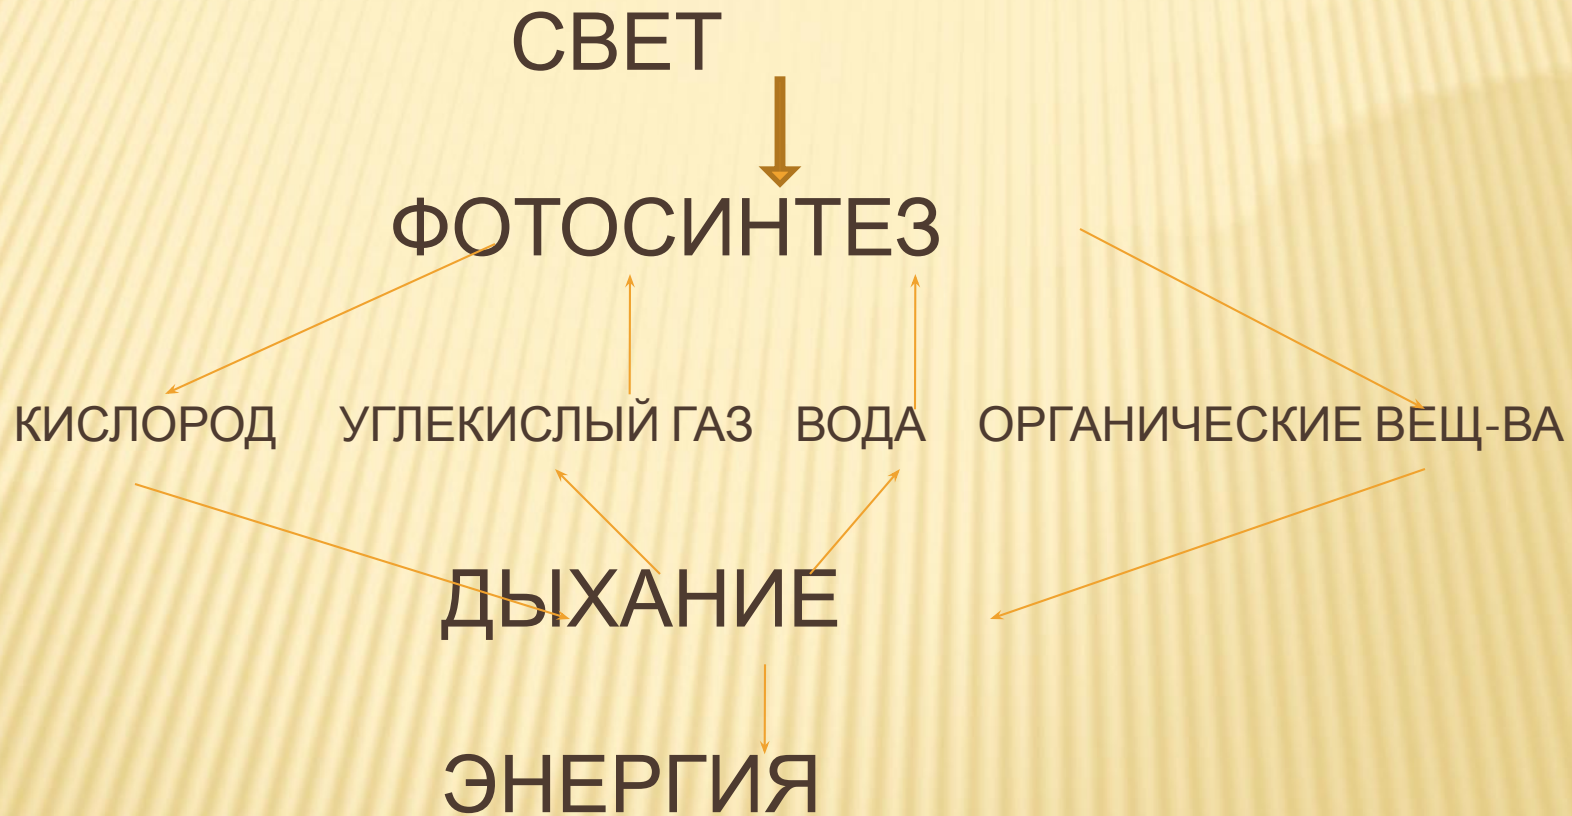 СВЕТ
ФОТОСИНТЕЗ
КИСЛОРОД УГЛЕКИСЛЫЙ ГАЗ ВОДА ОРГАНИЧЕСКИЕ ВЕЩ-ВА
ДЫХАНИЕ
ЭНЕРГИЯ